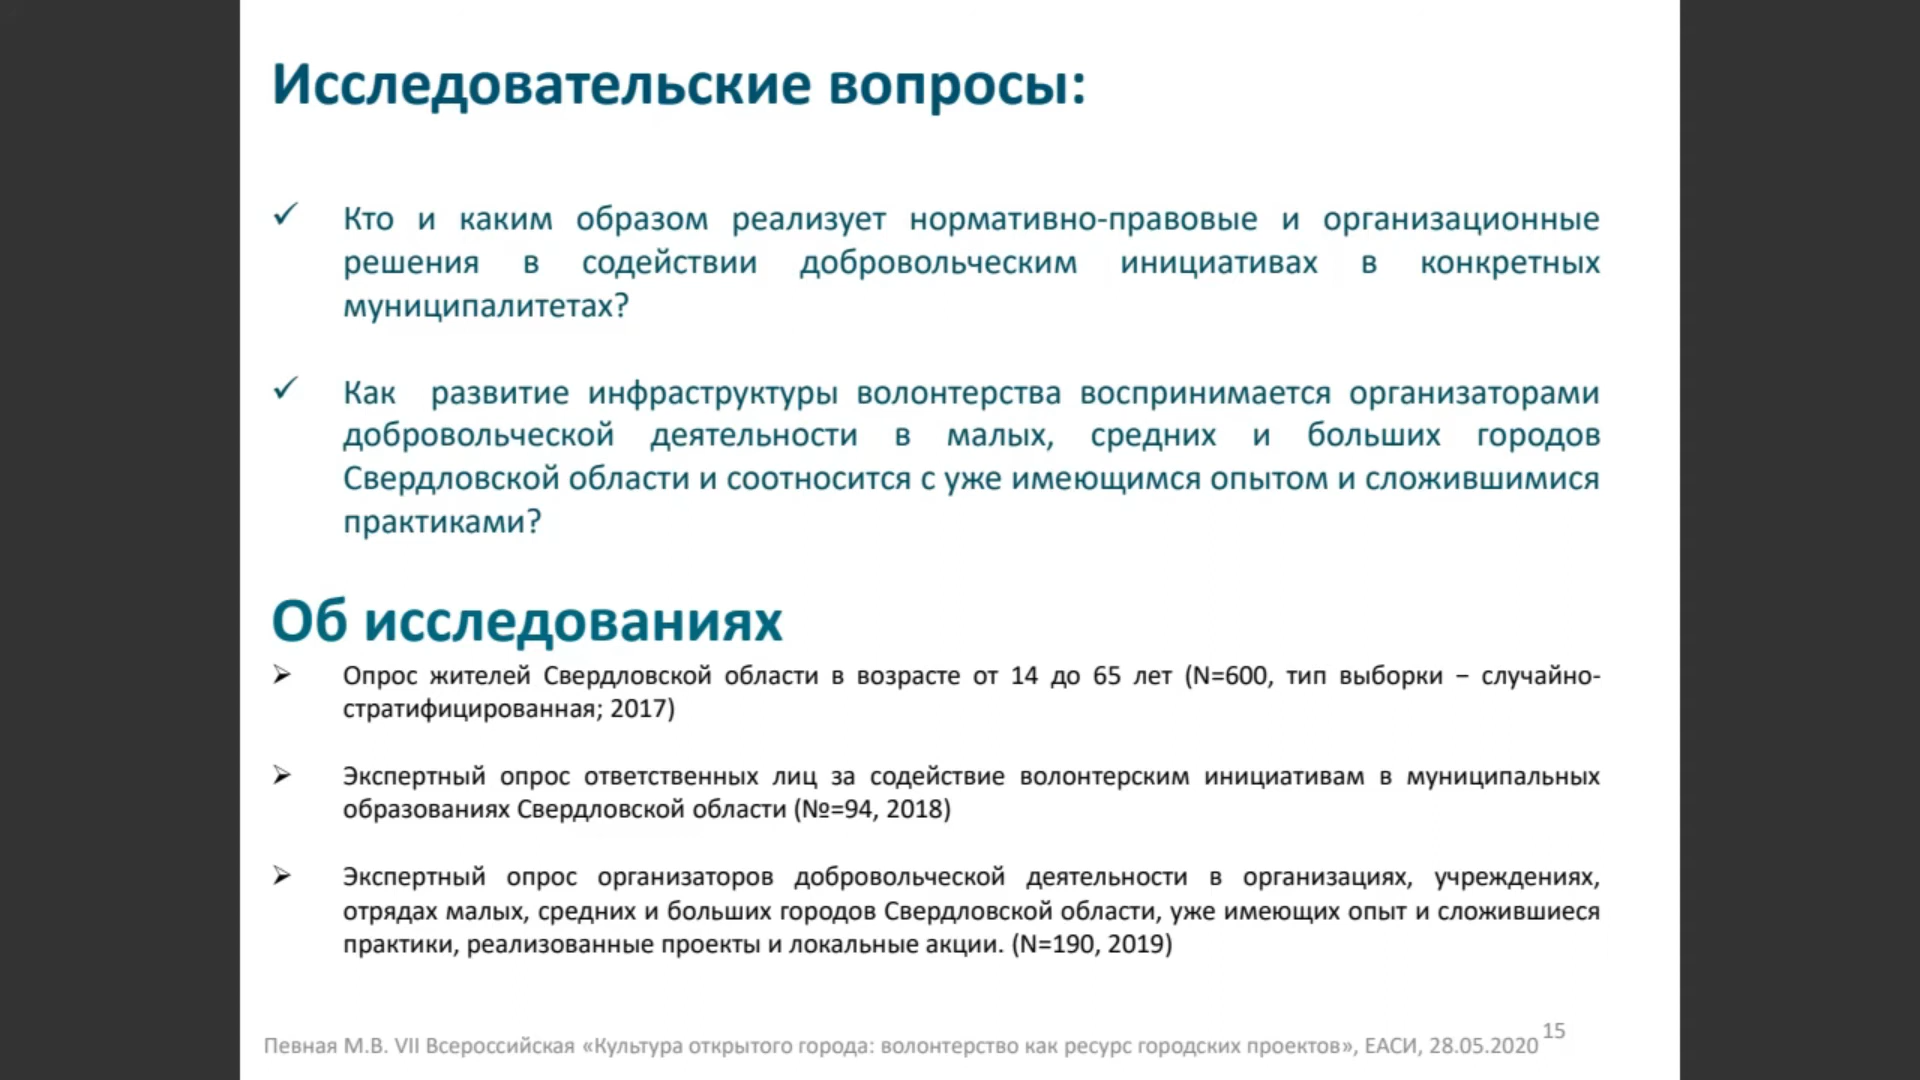 Исследовательские вопросы:
✓ Кто и каким образом реализует нормативно-правовые и организационные
решения в содействии добровольческим инициативах в конкретных
муниципалитетах?
✓ Как развитие инфраструктуры волонтерства воспринимается организаторами
добровольческой деятельности в малых, средних и больших городов
Свердловской области и соотносится с уже имеющимся опытом и сложившимися
практиками?
Об исследованиях
➢ Опрос жителей Свердловской области в возрасте от 14 до 65 лет (N=600, тип выборки – случайно-
стратифицированная; 2017)
➢ Экспертный опрос ответственных лиц за содействие волонтерским инициативам в муниципальных
образованиях Свердловской области (№=94, 2018)
➢ Экспертный опрос организаторов добровольческой деятельности в организациях, учреждениях,
отрядах малых, средних и больших городов Свердловской области, уже имеющих опыт и сложившиеся
практики, реализованные проекты и локальные акции. (N=190, 2019)
Певная М.В. VII Всероссийская «Культура открытого города: волонтерство как ресурс городских проектов», ЕАСИ, 28.05.2020
15